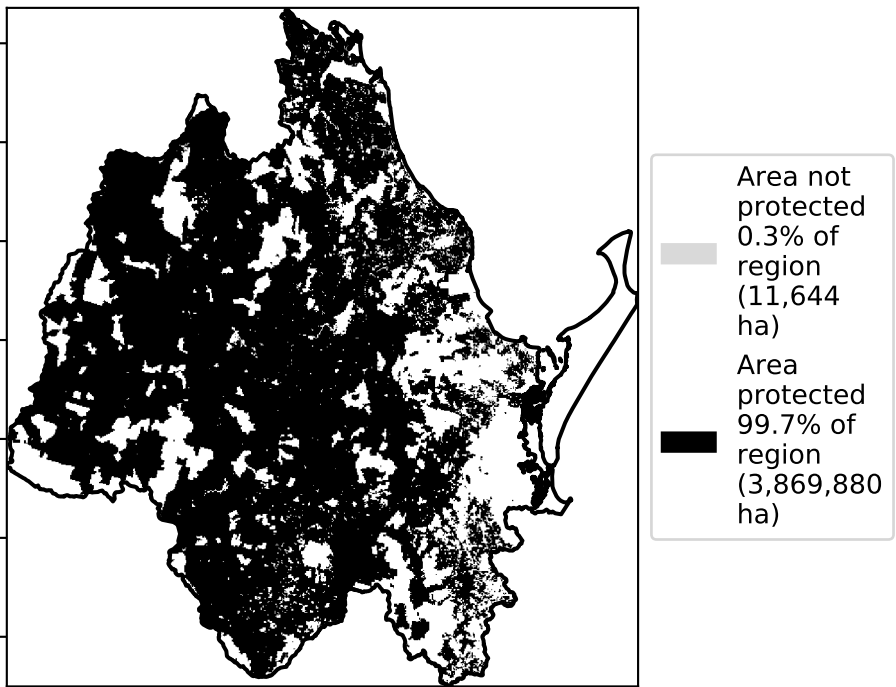 Area not
protected
0.3% of
region
(11,644
ha)
Area
protected
99.7% of
region
(3,869,880
ha)